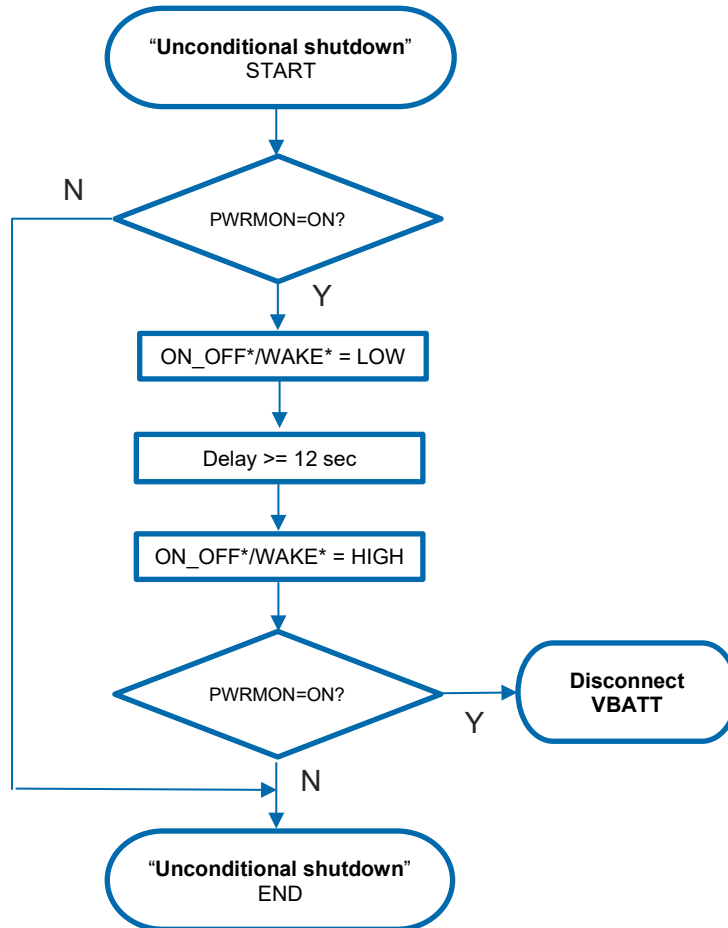 “Unconditional shutdown”
START
N
PWRMON=ON?
Y
ON_OFF*/WAKE* = LOW
Delay >= 12 sec
ON_OFF*/WAKE* = HIGH
PWRMON=ON?
Y
Disconnect
VBATT
N
“Unconditional shutdown”
END